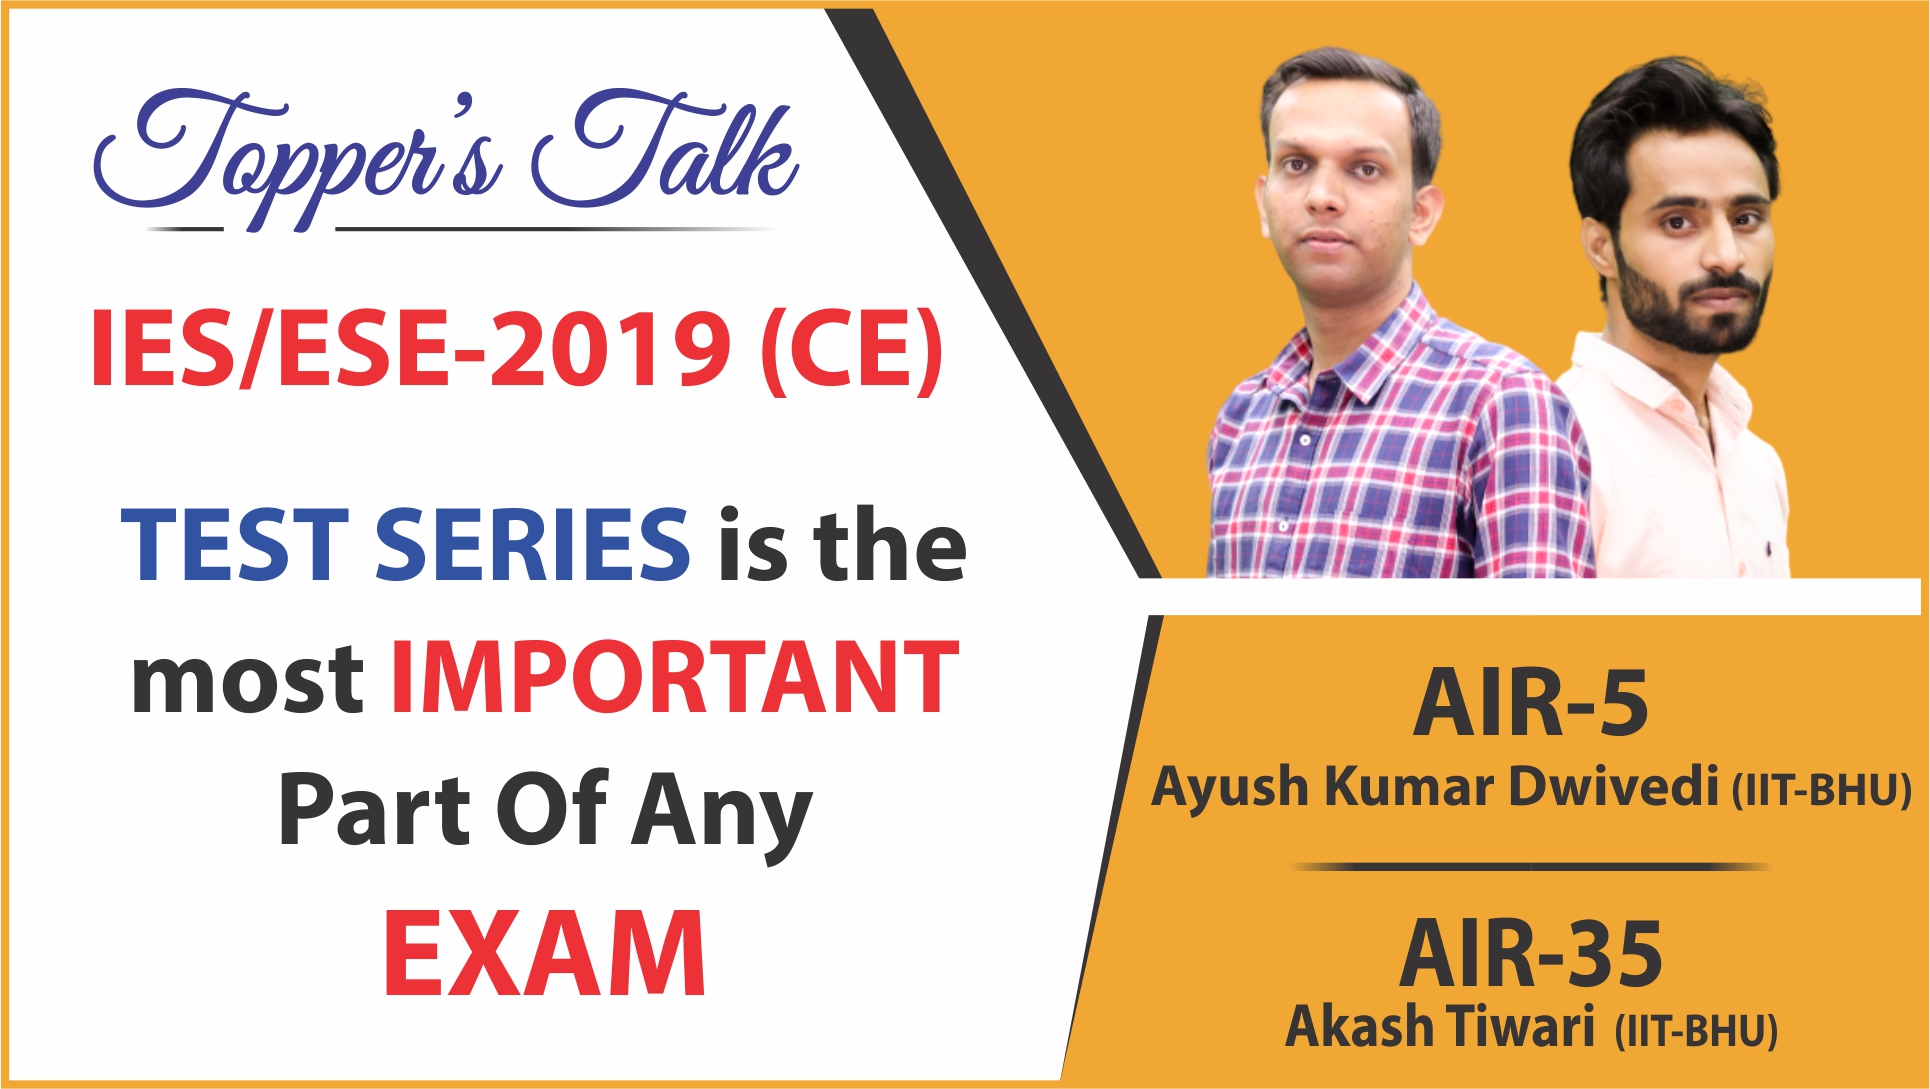 Topper's Talk
IES/ESE-2019 (CE)
TEST SERIES is the
most IMPORTANT
Part Of Any
EXAM
AIR-5
Ayush Kumar Dwivedi (IIT-BHU)
AIR-35
Akash Tiwari (IIT-BHU)